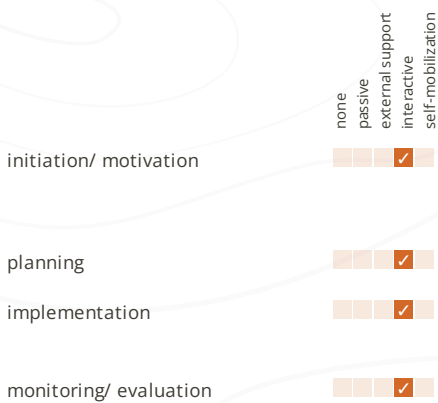 none
passive
external support
interactive
self-mobilization
initiation/ motivation
planning
implementation
monitoring/ evaluation